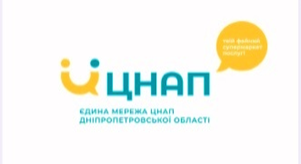 ЦНАП
ЄДИНА МЕРЕЖА ЦНАП
ДНІПРОПЕТРОВСЬКОЇ ОБЛАСТІ